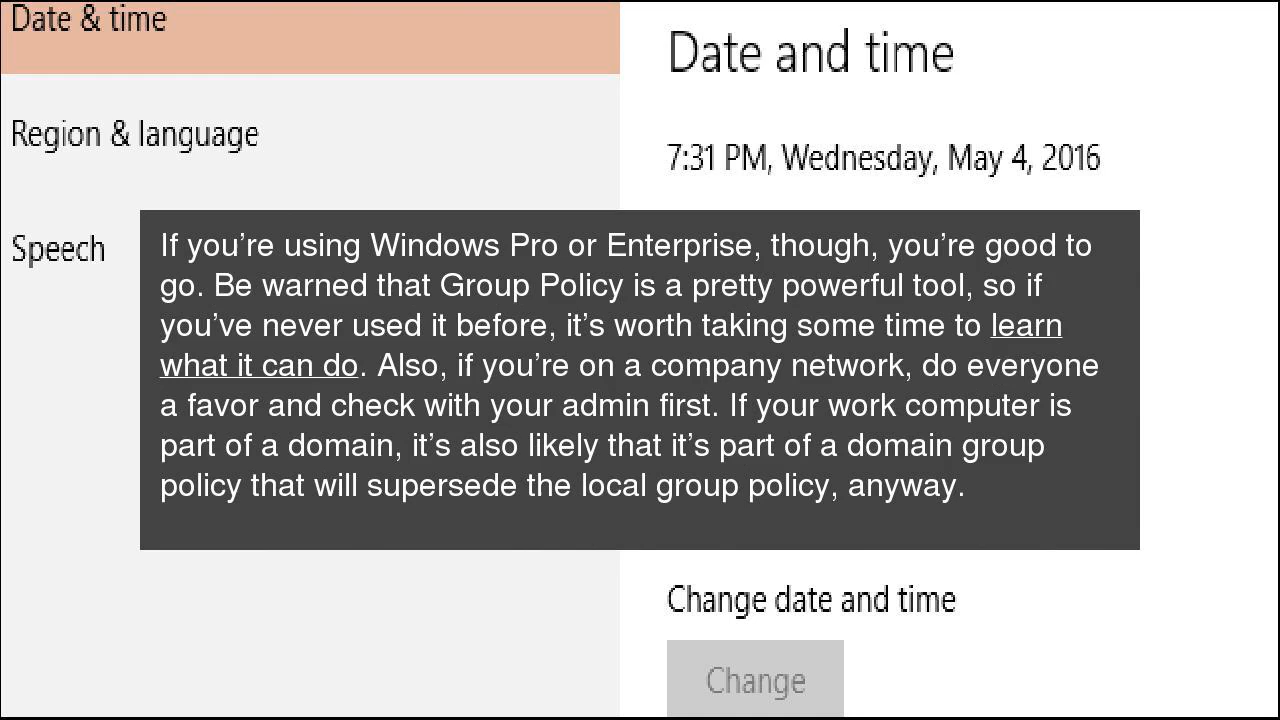 Date & time
Region & language
Speech
Date and time
7:31 PM, Wednesday, May 4, 2016
If you’re using Windows Pro or Enterprise, though, you’re good to
go. Be warned that Group Policy is a pretty powerful tool, so if
you’ve never used it before, it’s worth taking some time to learn
what it can do. Also, if you’re on a company network, do everyone
a favor and check with your admin first. If your work computer is
part of a domain, it’s also likely that it’s part of a domain group
policy that will supersede the local group policy, anyway.
Change date and time
Change